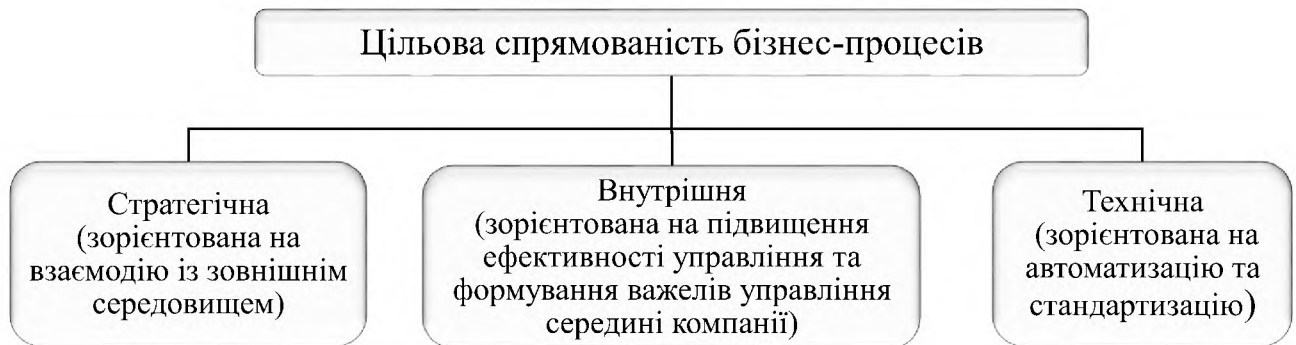 Цільова спрямованість бізнес-процесів
Стратегічна
(зорієнтована на
взаємодію із зовнішнім
середовищем)
Внутрішня
(зорієнтована на підвищення
ефективності управління та
формування важелів управління
середині компанії)
Технічна
(зорієнтована на
автоматизацію та
стандартизацію)